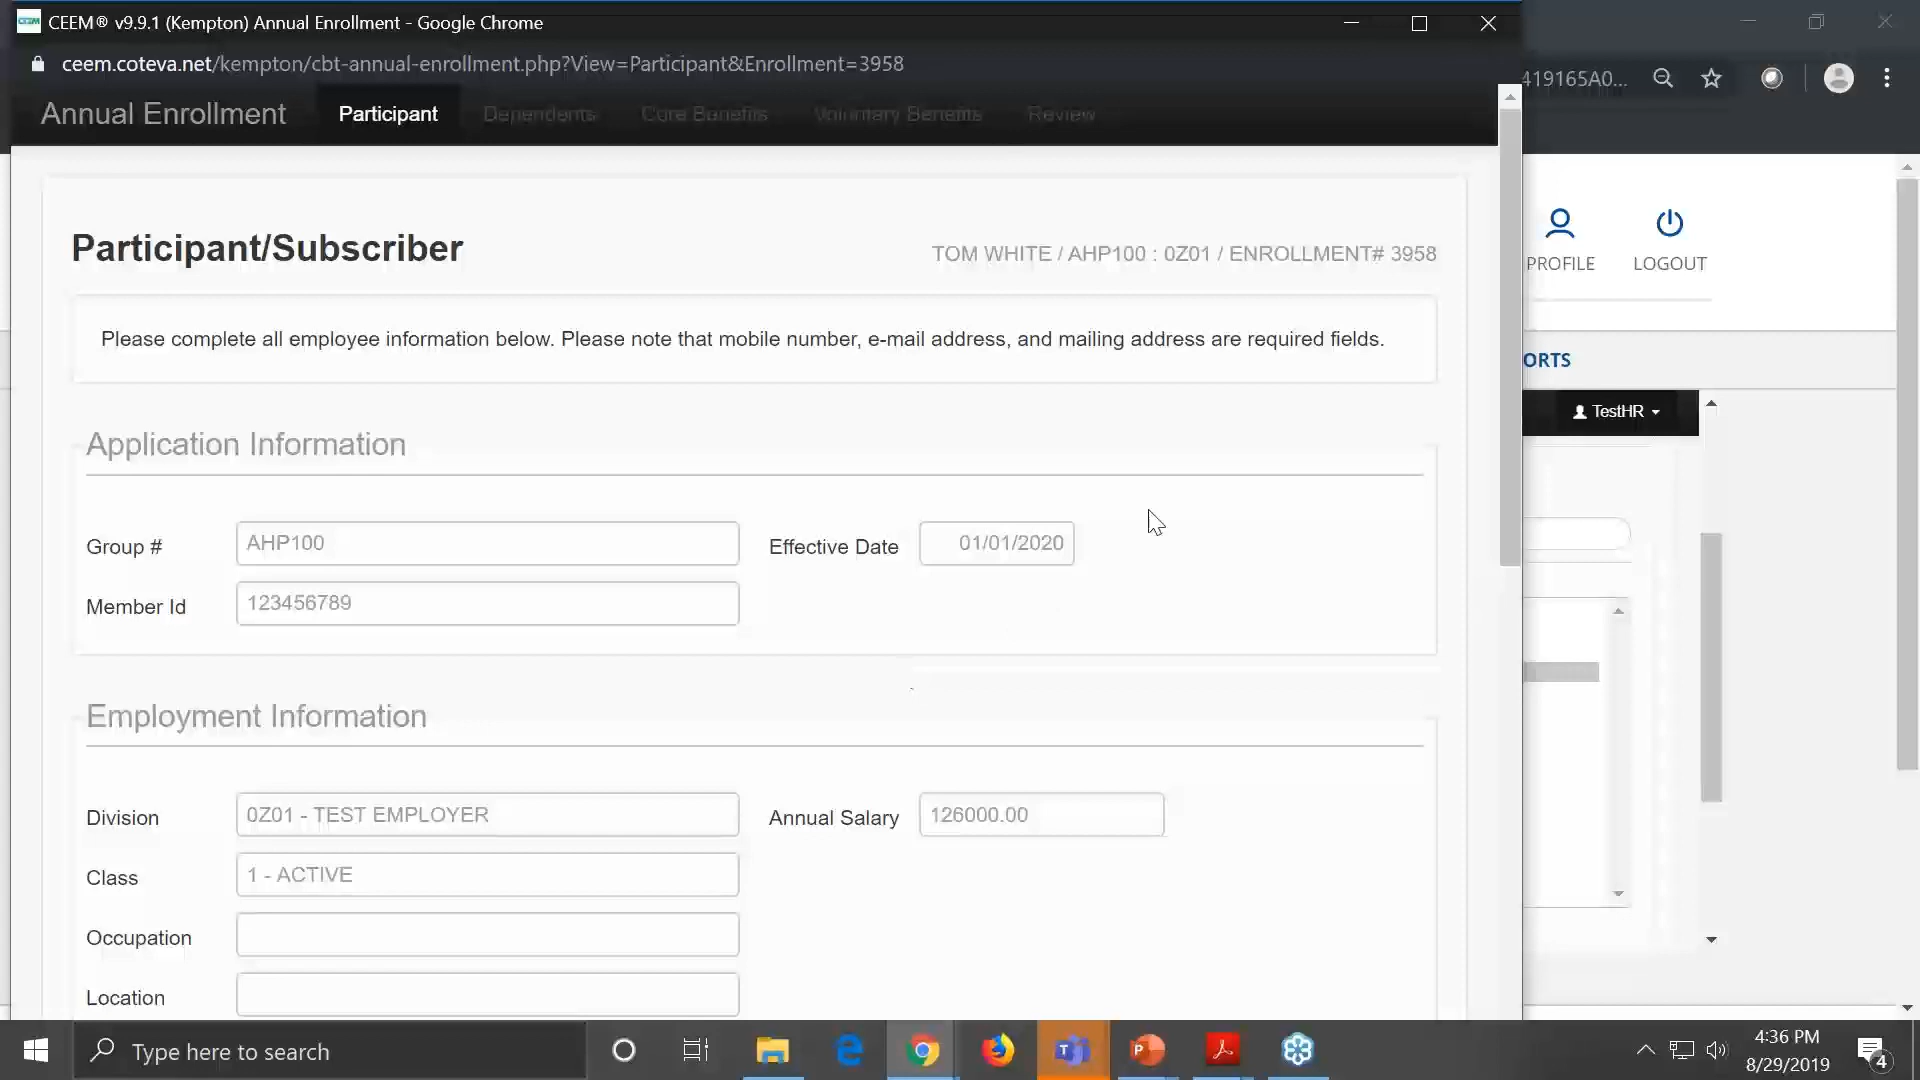 CEEM CEEM® v9.9.1 (Kempton) Annual Enrollment - Google Chrome
ceem.coteva.net/kempton/cbt-annual-enrollment.php?View=Participant&Enrollment=3958
419165A0...
Annual Enrollment Participant Dependents Core Benefits Voluntary Benefits Review
Participant/Subscriber
TOM WHITE / AHP100 : 0Z01 / ENROLLMENT# 3958
PROFILE LOGOUT
Please complete all employee information below. Please note that mobile number, e-mail address, and mailing address are required fields.
ORTS
TestHR
Application Information
Group # AHP100 Effective Date 01/01/2020
Member Id 123456789
Employment Information
Division 0Z01 - TEST EMPLOYER Annual Salary 126000.00
Class 1 - ACTIVE
Occupation
Location
Type here to search
4:36 PM
8/29/2019
4